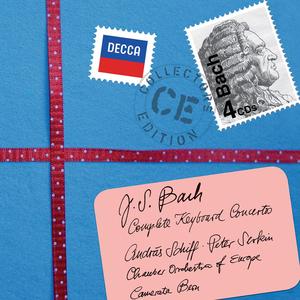 DECCA
Bach
4 CDs
COLLECTORS
CE
EDITION
J.S. Bach
Complete Keyboard Concertos
András Schiff · Peter Serkin
Chamber Orchestra of Europe
Camerata Bern